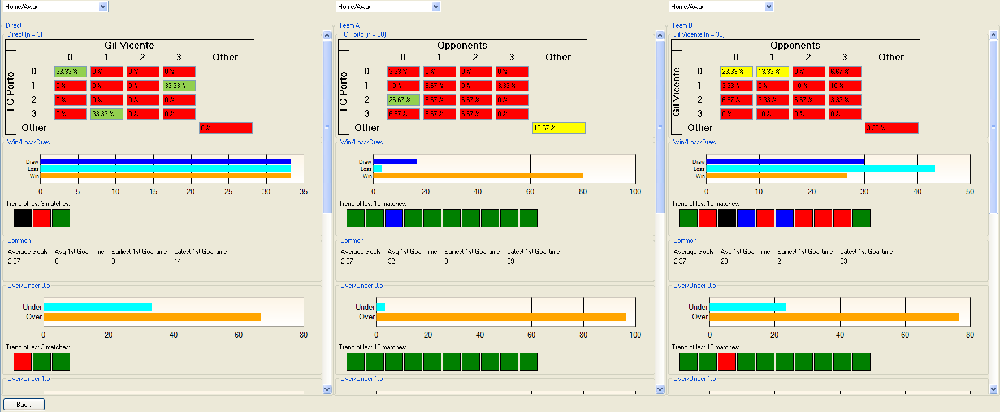 Home/Away
Home/Away
Home/Away
Direct
Direct (n = 3)
Gil Vicente
0 1 2 3 Other
FC Porto
0 33.33 % 0 % 0 % 0 %
1 0 % 0 % 0 % 33.33 %
2 0 % 0 % 0 % 0 %
3 0 % 33.33 % 0 % 0 %
Other 0 %
Win/Loss/Draw
Draw
Loss
Win
0 5 10 15 20 25 30 35
Trend of last 3 matches:
Common
Average Goals Avg 1st Goal Time Earliest 1st Goal time Latest 1st Goal time
2.67 8 3 14
Over/Under 0.5
Under
Over
0 20 40 60 80
Trend of last 3 matches:
Over/Under 1.5
Team A
FC Porto (n = 30)
Opponents
0 1 2 3 Other
FC Porto
0 3.33 % 0 % 0 % 0 %
1 10 % 6.67 % 0 % 3.33 %
2 26.67 % 6.67 % 6.67 % 0 %
3 6.67 % 6.67 % 6.67 % 0 %
Other 16.67 %
Win/Loss/Draw
Draw
Loss
Win
0 20 40 60 80 100
Trend of last 10 matches:
Common
Average Goals Avg 1st Goal Time Earliest 1st Goal time Latest 1st Goal time
2.97 32 3 89
Over/Under 0.5
Under
Over
0 20 40 60 80 100
Trend of last 10 matches:
Over/Under 1.5
Team B
Gil Vicente (n = 30)
Opponents
0 1 2 3 Other
Gil Vicente
0 23.33 % 13.33 % 0 % 6.67 %
1 3.33 % 0 % 10 % 10 %
2 6.67 % 3.33 % 6.67 % 3.33 %
3 0 % 10 % 0 % 0 %
Other 3.33 %
Win/Loss/Draw
Draw
Loss
Win
0 10 20 30 40 50
Trend of last 10 matches:
Common
Average Goals Avg 1st Goal Time Earliest 1st Goal time Latest 1st Goal time
2.37 28 2 83
Over/Under 0.5
Under
Over
0 20 40 60 80
Trend of last 10 matches:
Over/Under 1.5
Back